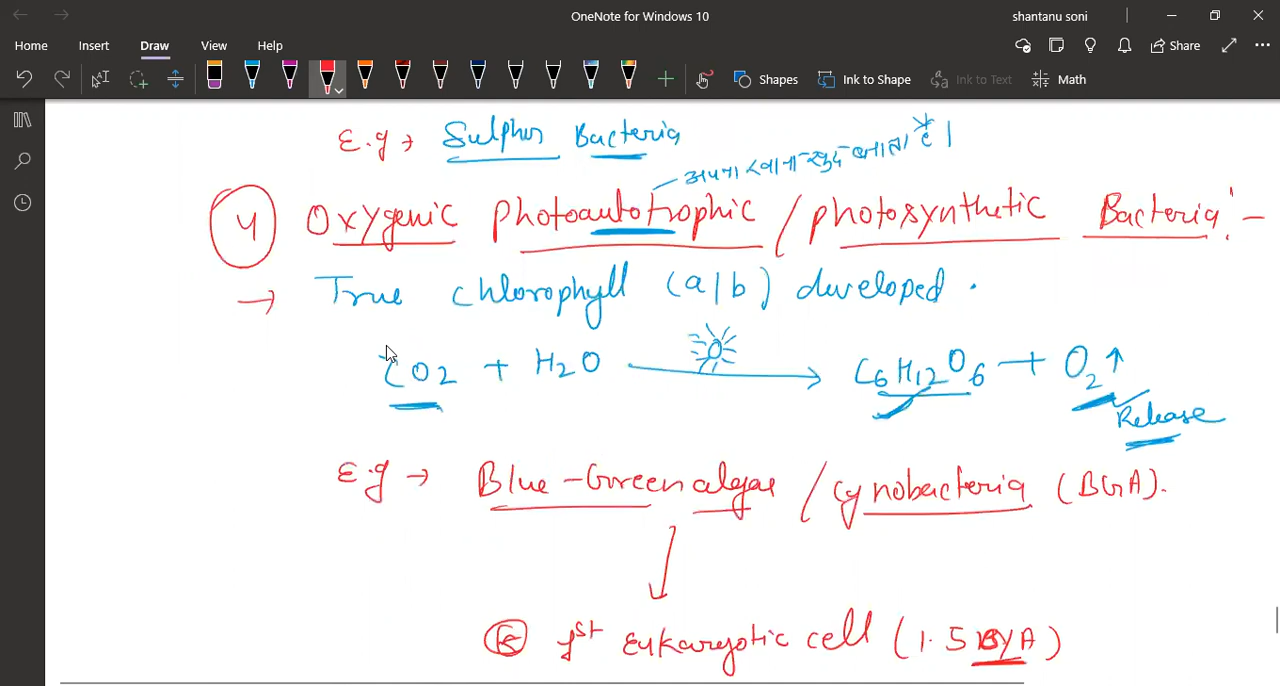 OneNote for Windows 10
shantanu soni
Home Insert Draw View Help
Share
Shapes Ink to Shape Ink to Text Math
E.g → Sulphur Bacteria
अपना खाना खुद बनाता है।
4 Oxygenic Photoautotrophic / Photosynthetic Bacteria :-
→ True chlorophyll (a/b) developed .
CO2 + H2O → C6H12O6 + O2 ↑
Release
E.g → Blue-Green algae / Cynobacteria (BGA).
1st Eukaryotic cell (1.5 BYA)